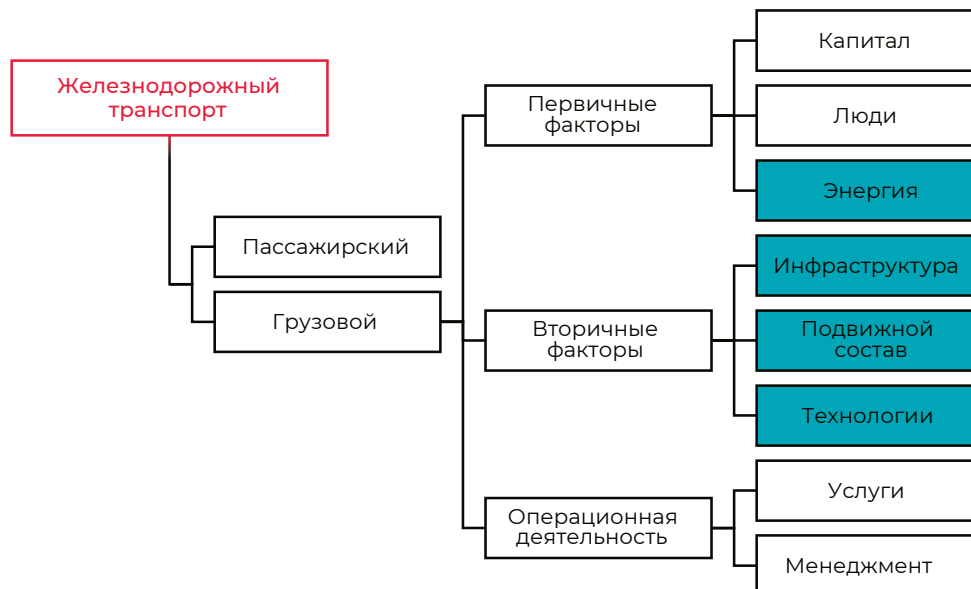 Железнодорожный
транспорт
Пассажирский
Грузовой
Первичные
факторы
Вторичные
факторы
Операционная
деятельность
Капитал
Люди
Энергия
Инфраструктура
Подвижной
состав
Технологии
Услуги
Менеджмент